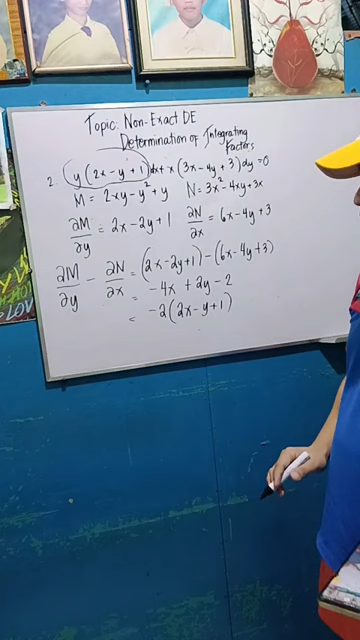 Topic: Non-Exact DE
Determination of Integrating Factors
2. y(2x - y + 1)dx + x(3x - 4y + 3)dy = 0
M = 2xy - y² + y N = 3x² - 4xy + 3x
∂M/∂y = 2x - 2y + 1 ∂N/∂x = 6x - 4y + 3
∂M/∂y - ∂N/∂x = (2x - 2y + 1) - (6x - 4y + 3)
= -4x + 2y - 2
= -2(2x - y + 1)